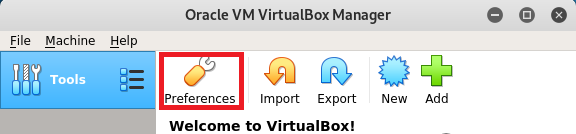 Oracle VM VirtualBox Manager
File Machine Help
Tools
Preferences Import Export New Add
Welcome to VirtualBox!